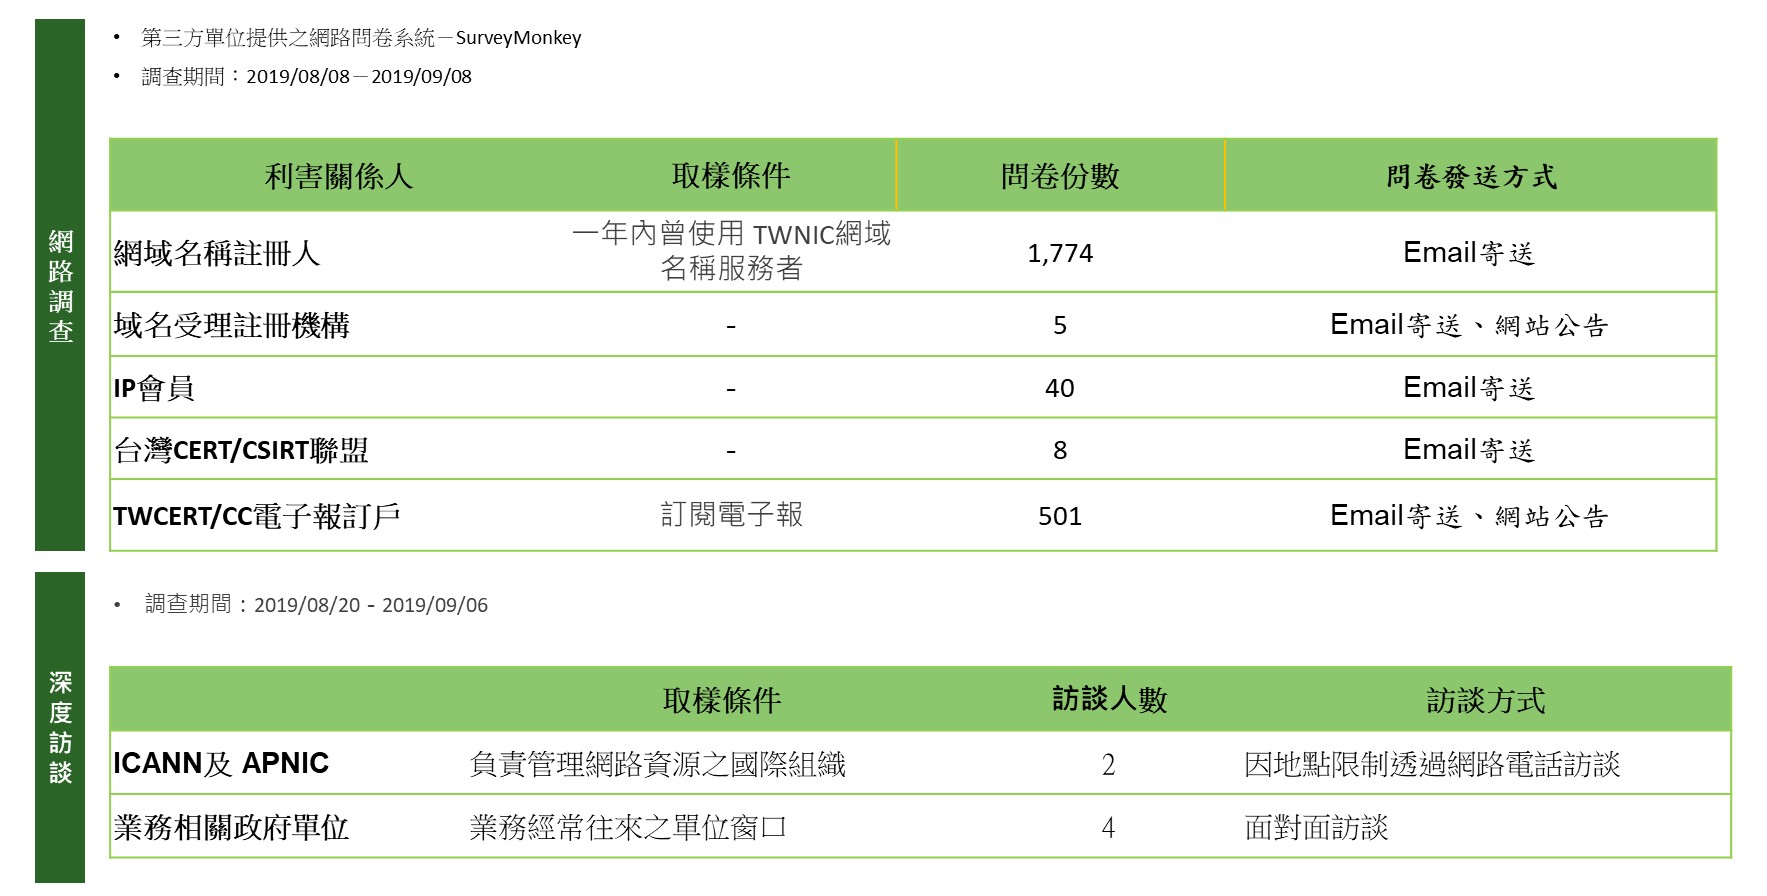 網路調查
• 第三方單位提供之網路問卷系統－SurveyMonkey
• 調查期間：2019/08/08－2019/09/08
利害關係人 取樣條件 問卷份數 問卷發送方式
網域名稱註冊人 一年內曾使用 TWNIC網域名稱服務者 1,774 Email寄送
域名受理註冊機構 - 5 Email寄送、網站公告
IP會員 - 40 Email寄送
台灣CERT/CSIRT聯盟 - 8 Email寄送
TWCERT/CC電子報訂戶 訂閱電子報 501 Email寄送、網站公告
深度訪談
• 調查期間：2019/08/20 - 2019/09/06
取樣條件 訪談人數 訪談方式
ICANN及 APNIC 負責管理網路資源之國際組織 2 因地點限制透過網路電話訪談
業務相關政府單位 業務經常往來之單位窗口 4 面對面訪談